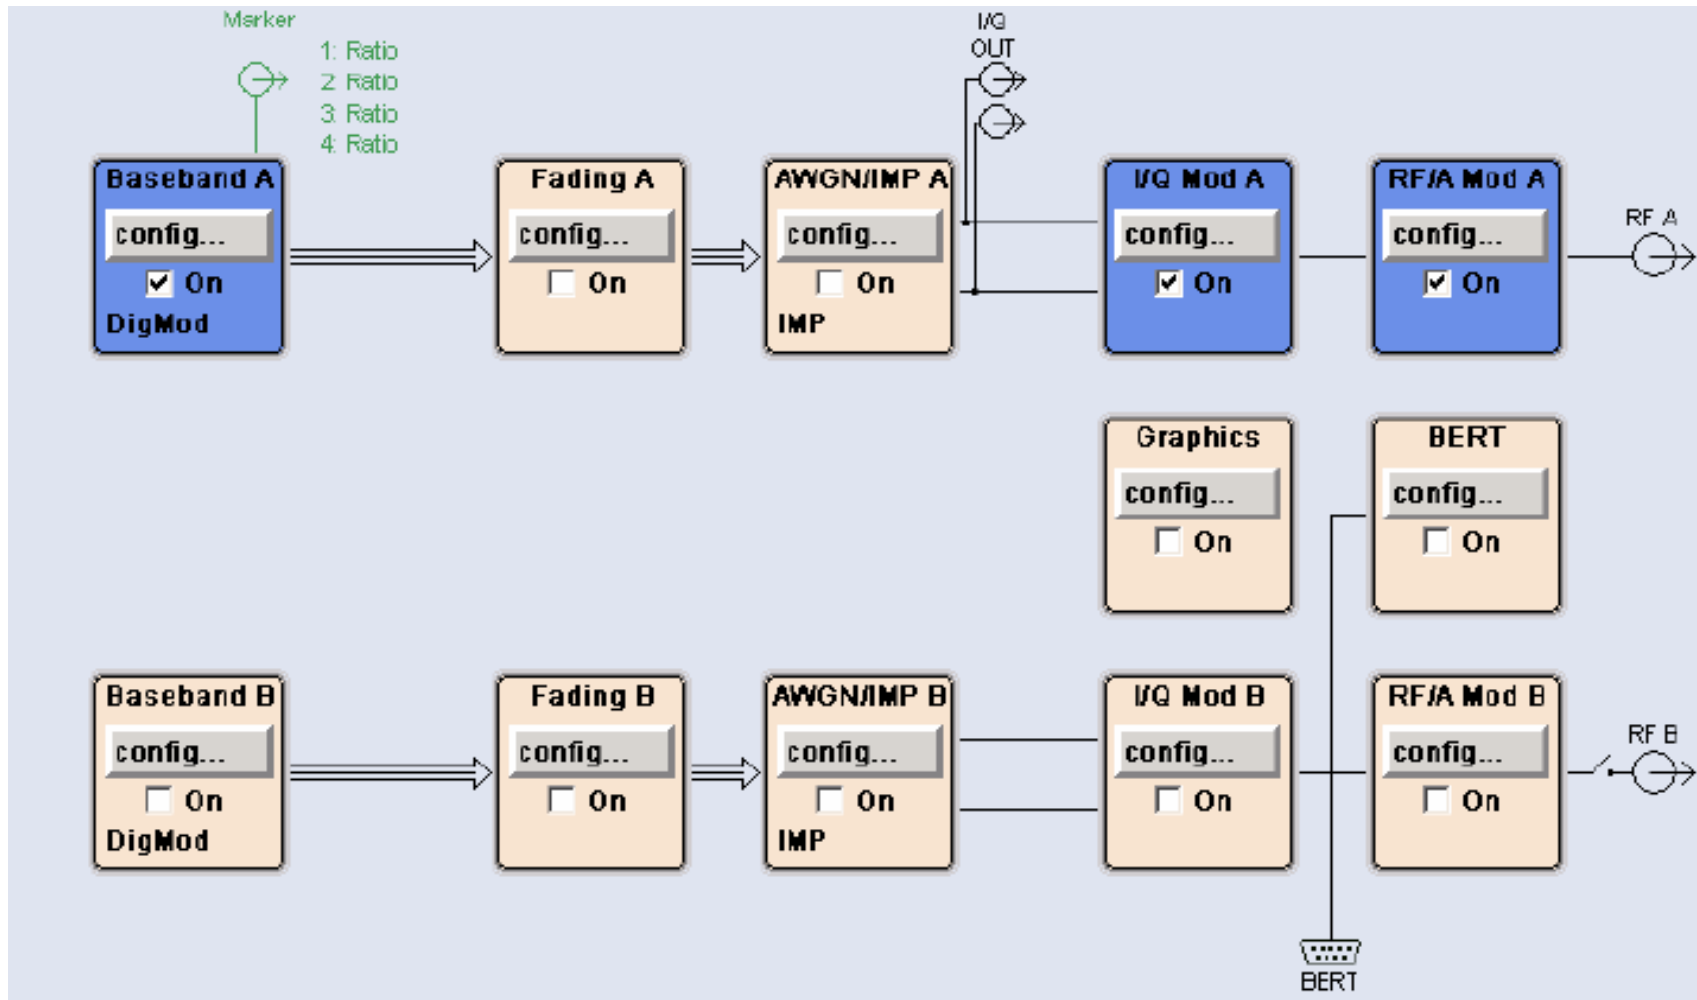 Marker
1: Ratio
2: Ratio
3: Ratio
4: Ratio
I/Q
OUT
Baseband A
config...
On
DigMod
Fading A
config...
On
AWGN/IMP A
config...
On
IMP
I/Q Mod A
config...
On
RF/A Mod A
config...
On
RF A
Graphics
config...
On
BERT
config...
On
Baseband B
config...
On
DigMod
Fading B
config...
On
AWGN/IMP B
config...
On
IMP
I/Q Mod B
config...
On
RF/A Mod B
config...
On
RF B
BERT